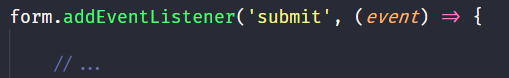 form.addEventListener('submit', (event) => {
// ...